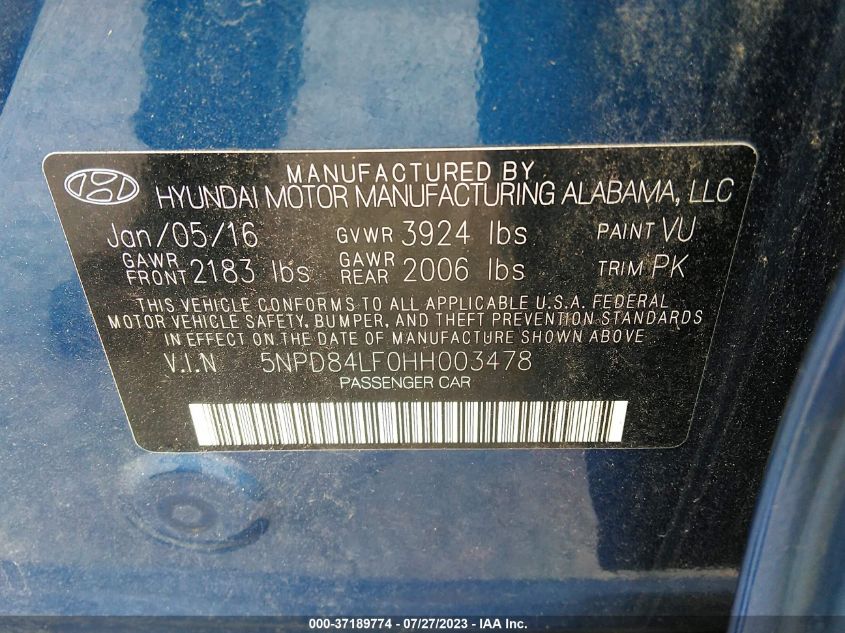 MANUFACTURED BY
HYUNDAI MOTOR MANUFACTURING ALABAMA, LLC
Jan/05/16 GVWR 3924 lbs PAINT VU
GAWR FRONT 2183 lbs GAWR REAR 2006 lbs TRIM PK
THIS VEHICLE CONFORMS TO ALL APPLICABLE U.S.A. FEDERAL
MOTOR VEHICLE SAFETY, BUMPER, AND THEFT PREVENTION STANDARDS
IN EFFECT ON THE DATE OF MANUFACTURE SHOWN ABOVE.
V.I.N 5NPD84LF0HH003478
PASSENGER CAR
000-37189774 / 07/27/2023 - IAA Inc.